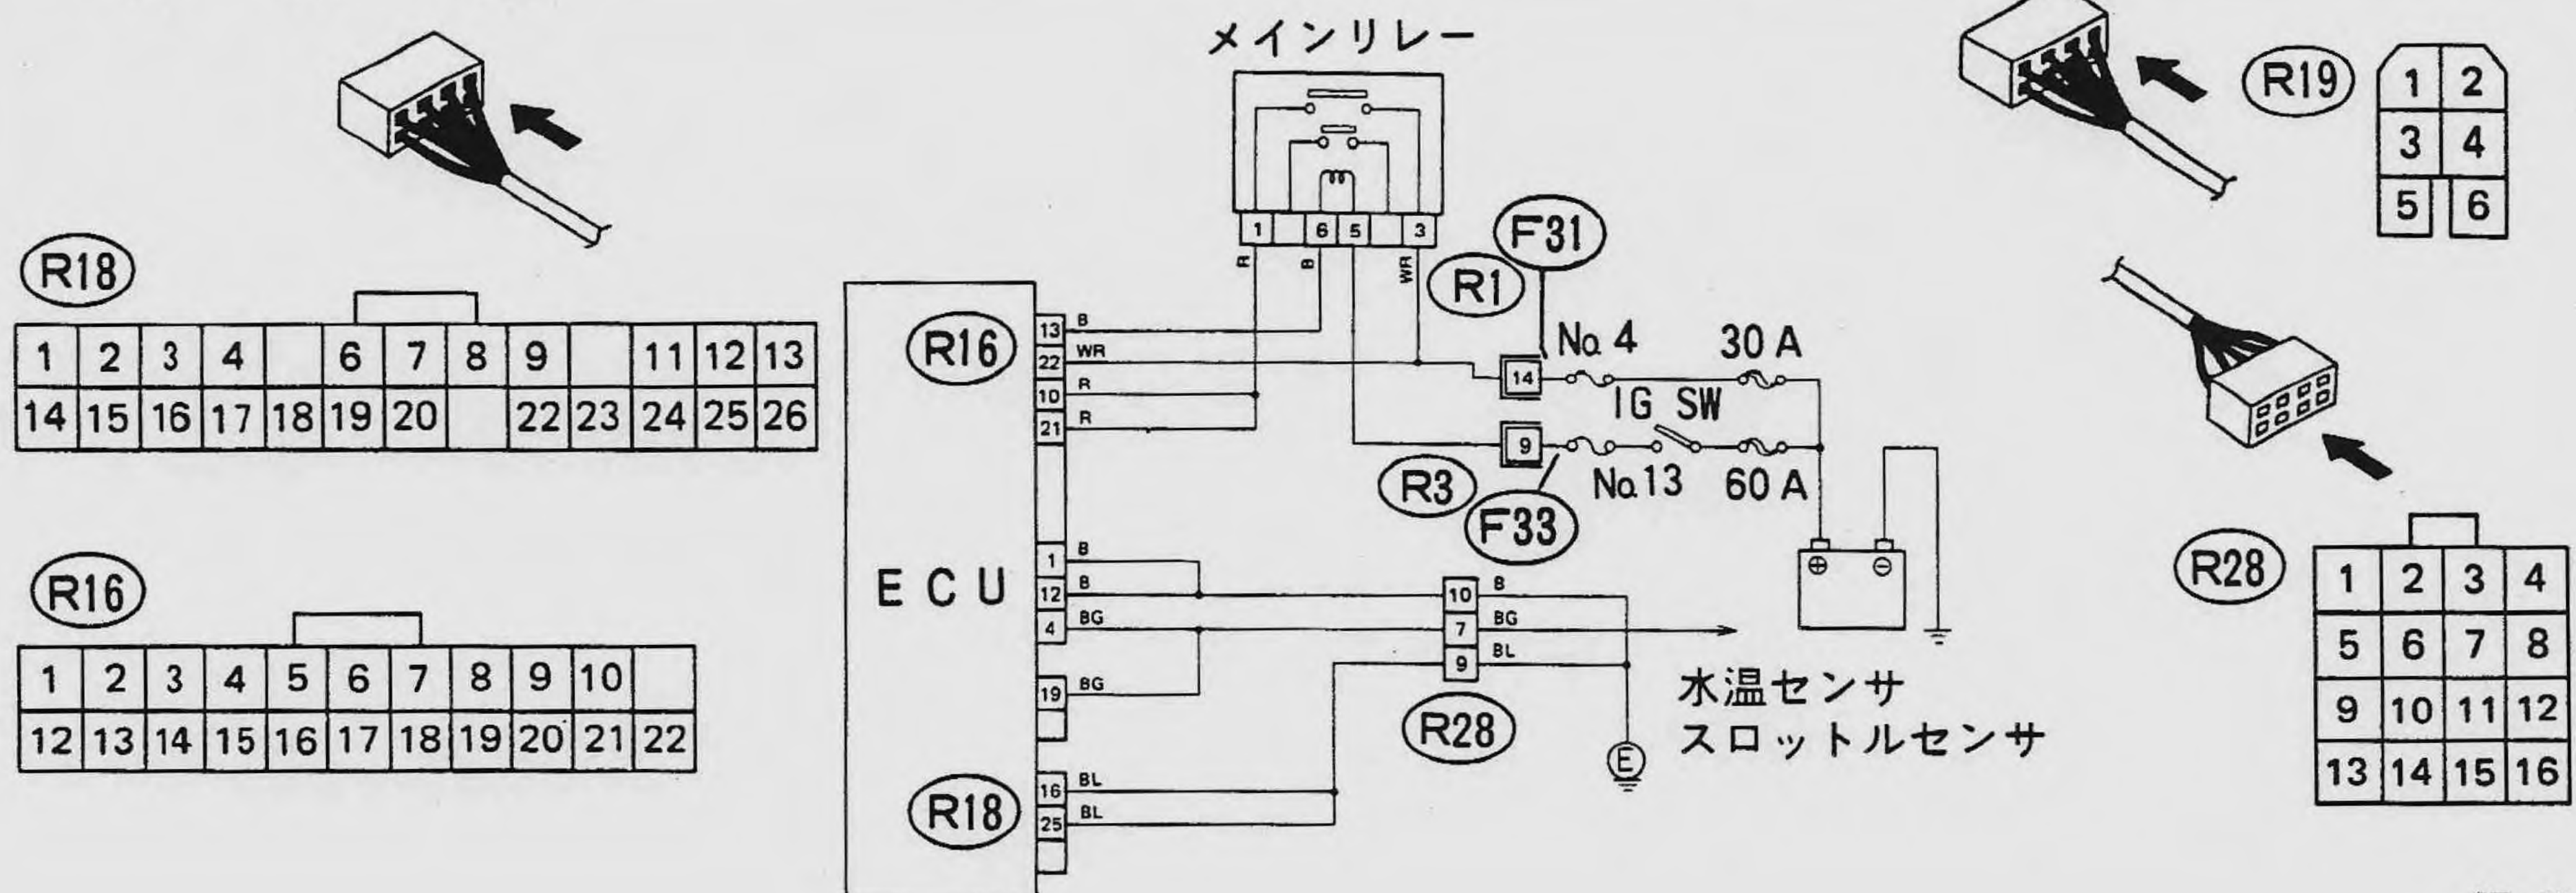 メインリレー
R19
1 2
3 4
5 6
1 6 5 3
F31
R B WR
R1
R18
1 2 3 4 6 7 8 9 11 12 13
14 15 16 17 18 19 20 22 23 24 25 26
R16
13 B
22 WR
10 R
21 R
14
No.4 30A
IG SW
9
No.13 60A
R3
F33
⊕ ⊖
ECU
1 B
12 B
4 BG
19 BG
10 B
7 BG
9 BL
R28
水温センサ
スロットルセンサ
E
R18
16 BL
25 BL
R16
1 2 3 4 5 6 7 8 9 10
12 13 14 15 16 17 18 19 20 21 22
R28
1 2 3 4
5 6 7 8
9 10 11 12
13 14 15 16